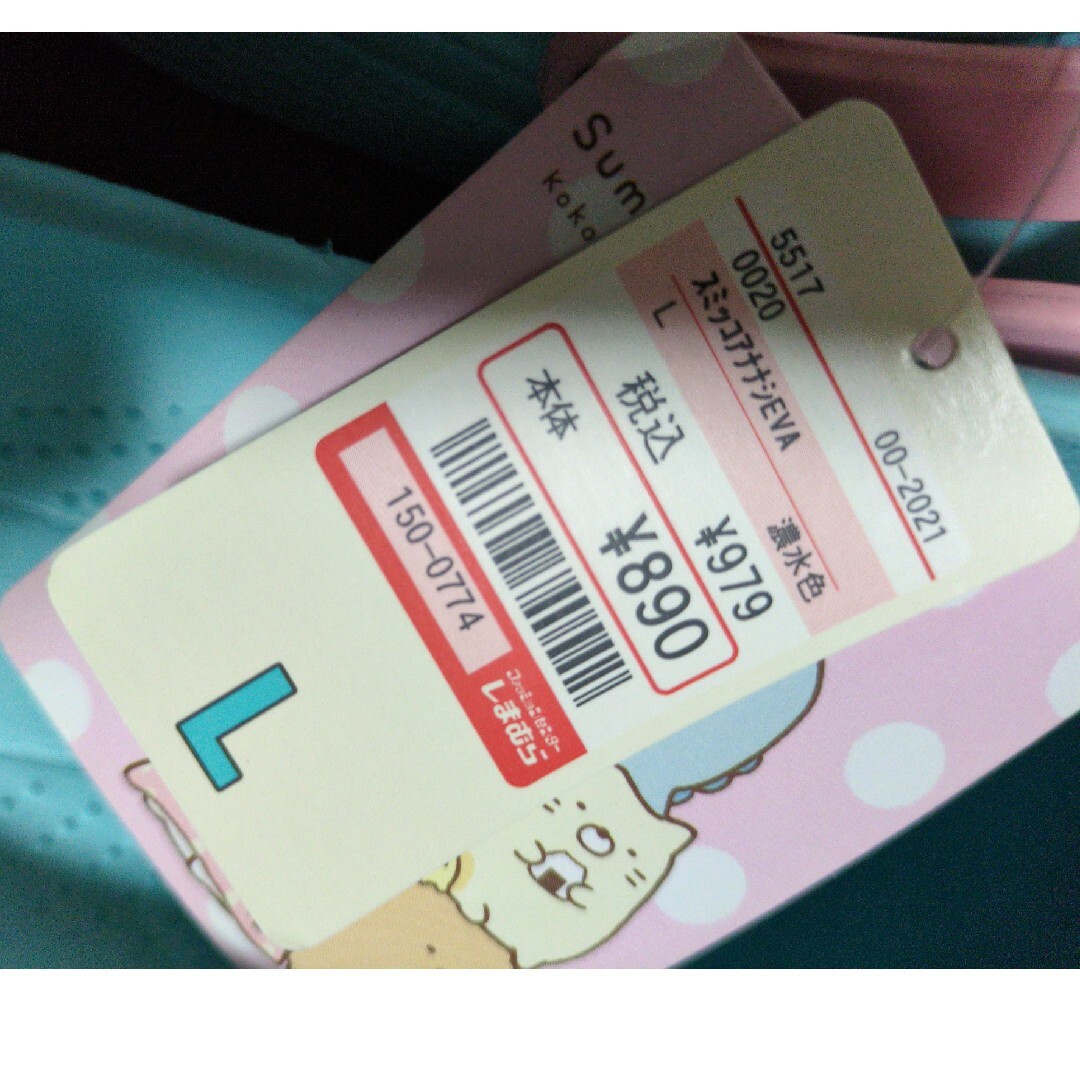 Sum
Koko
5517
00-2021
0020
スミッコアナナシEVA
L
濃水色
税込
¥979
本体
¥890
150-0774
ファッションセンター
しまむら
L